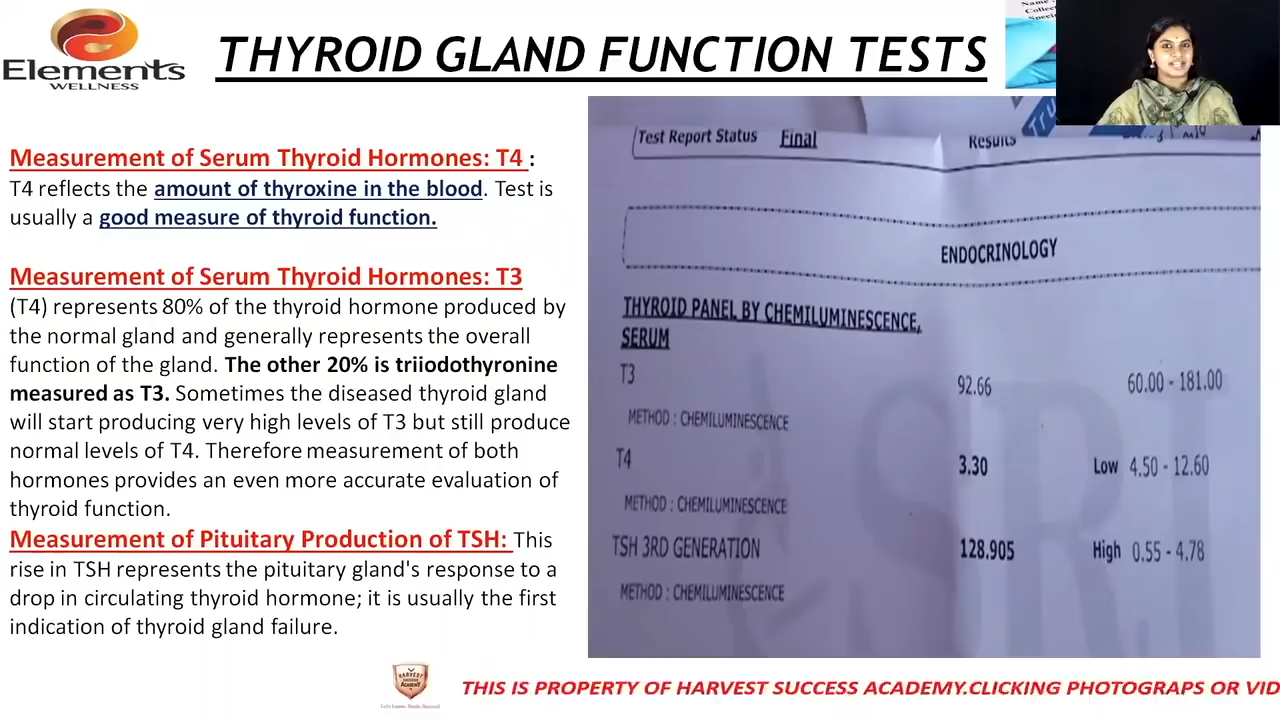 Elements
WELLNESS
THYROID GLAND FUNCTION TESTS
Measurement of Serum Thyroid Hormones: T4 :
T4 reflects the amount of thyroxine in the blood. Test is
usually a good measure of thyroid function.
Measurement of Serum Thyroid Hormones: T3
(T4) represents 80% of the thyroid hormone produced by
the normal gland and generally represents the overall
function of the gland. The other 20% is triiodothyronine
measured as T3. Sometimes the diseased thyroid gland
will start producing very high levels of T3 but still produce
normal levels of T4. Therefore measurement of both
hormones provides an even more accurate evaluation of
thyroid function.
Measurement of Pituitary Production of TSH: This
rise in TSH represents the pituitary gland's response to a
drop in circulating thyroid hormone; it is usually the first
indication of thyroid gland failure.
Name
Test Report Status Final Results
ENDOCRINOLOGY
THYROID PANEL BY CHEMILUMINESCENCE,
SERUM
T3 92.66 60.00 - 181.00
METHOD : CHEMILUMINESCENCE
T4 3.30 Low 4.50 - 12.60
METHOD : CHEMILUMINESCENCE
TSH 3RD GENERATION 128.905 High 0.55 - 4.78
METHOD : CHEMILUMINESCENCE
SRL
HARVEST
SUCCESS
ACADEMY
THIS IS PROPERTY OF HARVEST SUCCESS ACADEMY.CLICKING PHOTOGRAPS OR VID